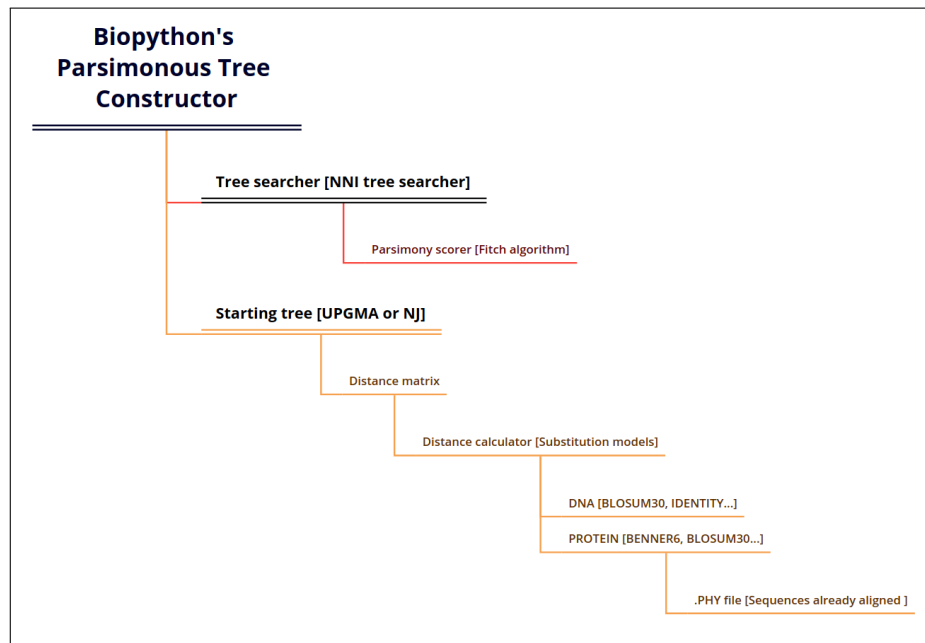 Biopython's
Parsimonous Tree
Constructor
Tree searcher [NNI tree searcher]
Parsimony scorer [Fitch algorithm]
Starting tree [UPGMA or NJ]
Distance matrix
Distance calculator [Substitution models]
DNA [BLOSUM30, IDENTITY...]
PROTEIN [BENNER6, BLOSUM30...]
.PHY file [Sequences already aligned ]